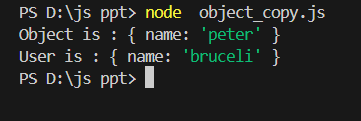 PS D:\js ppt> node  object_copy.js
Object is : { name: 'peter' }
User is : { name: 'bruceli' }
PS D:\js ppt>